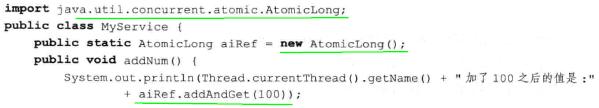 import java.util.concurrent.atomic.AtomicLong;
public class MyService {
public static AtomicLong aiRef = new AtomicLong();
public void addNum() {
System.out.println(Thread.currentThread().getName() + "加了100之后的值是:"
+ aiRef.addAndGet(100));